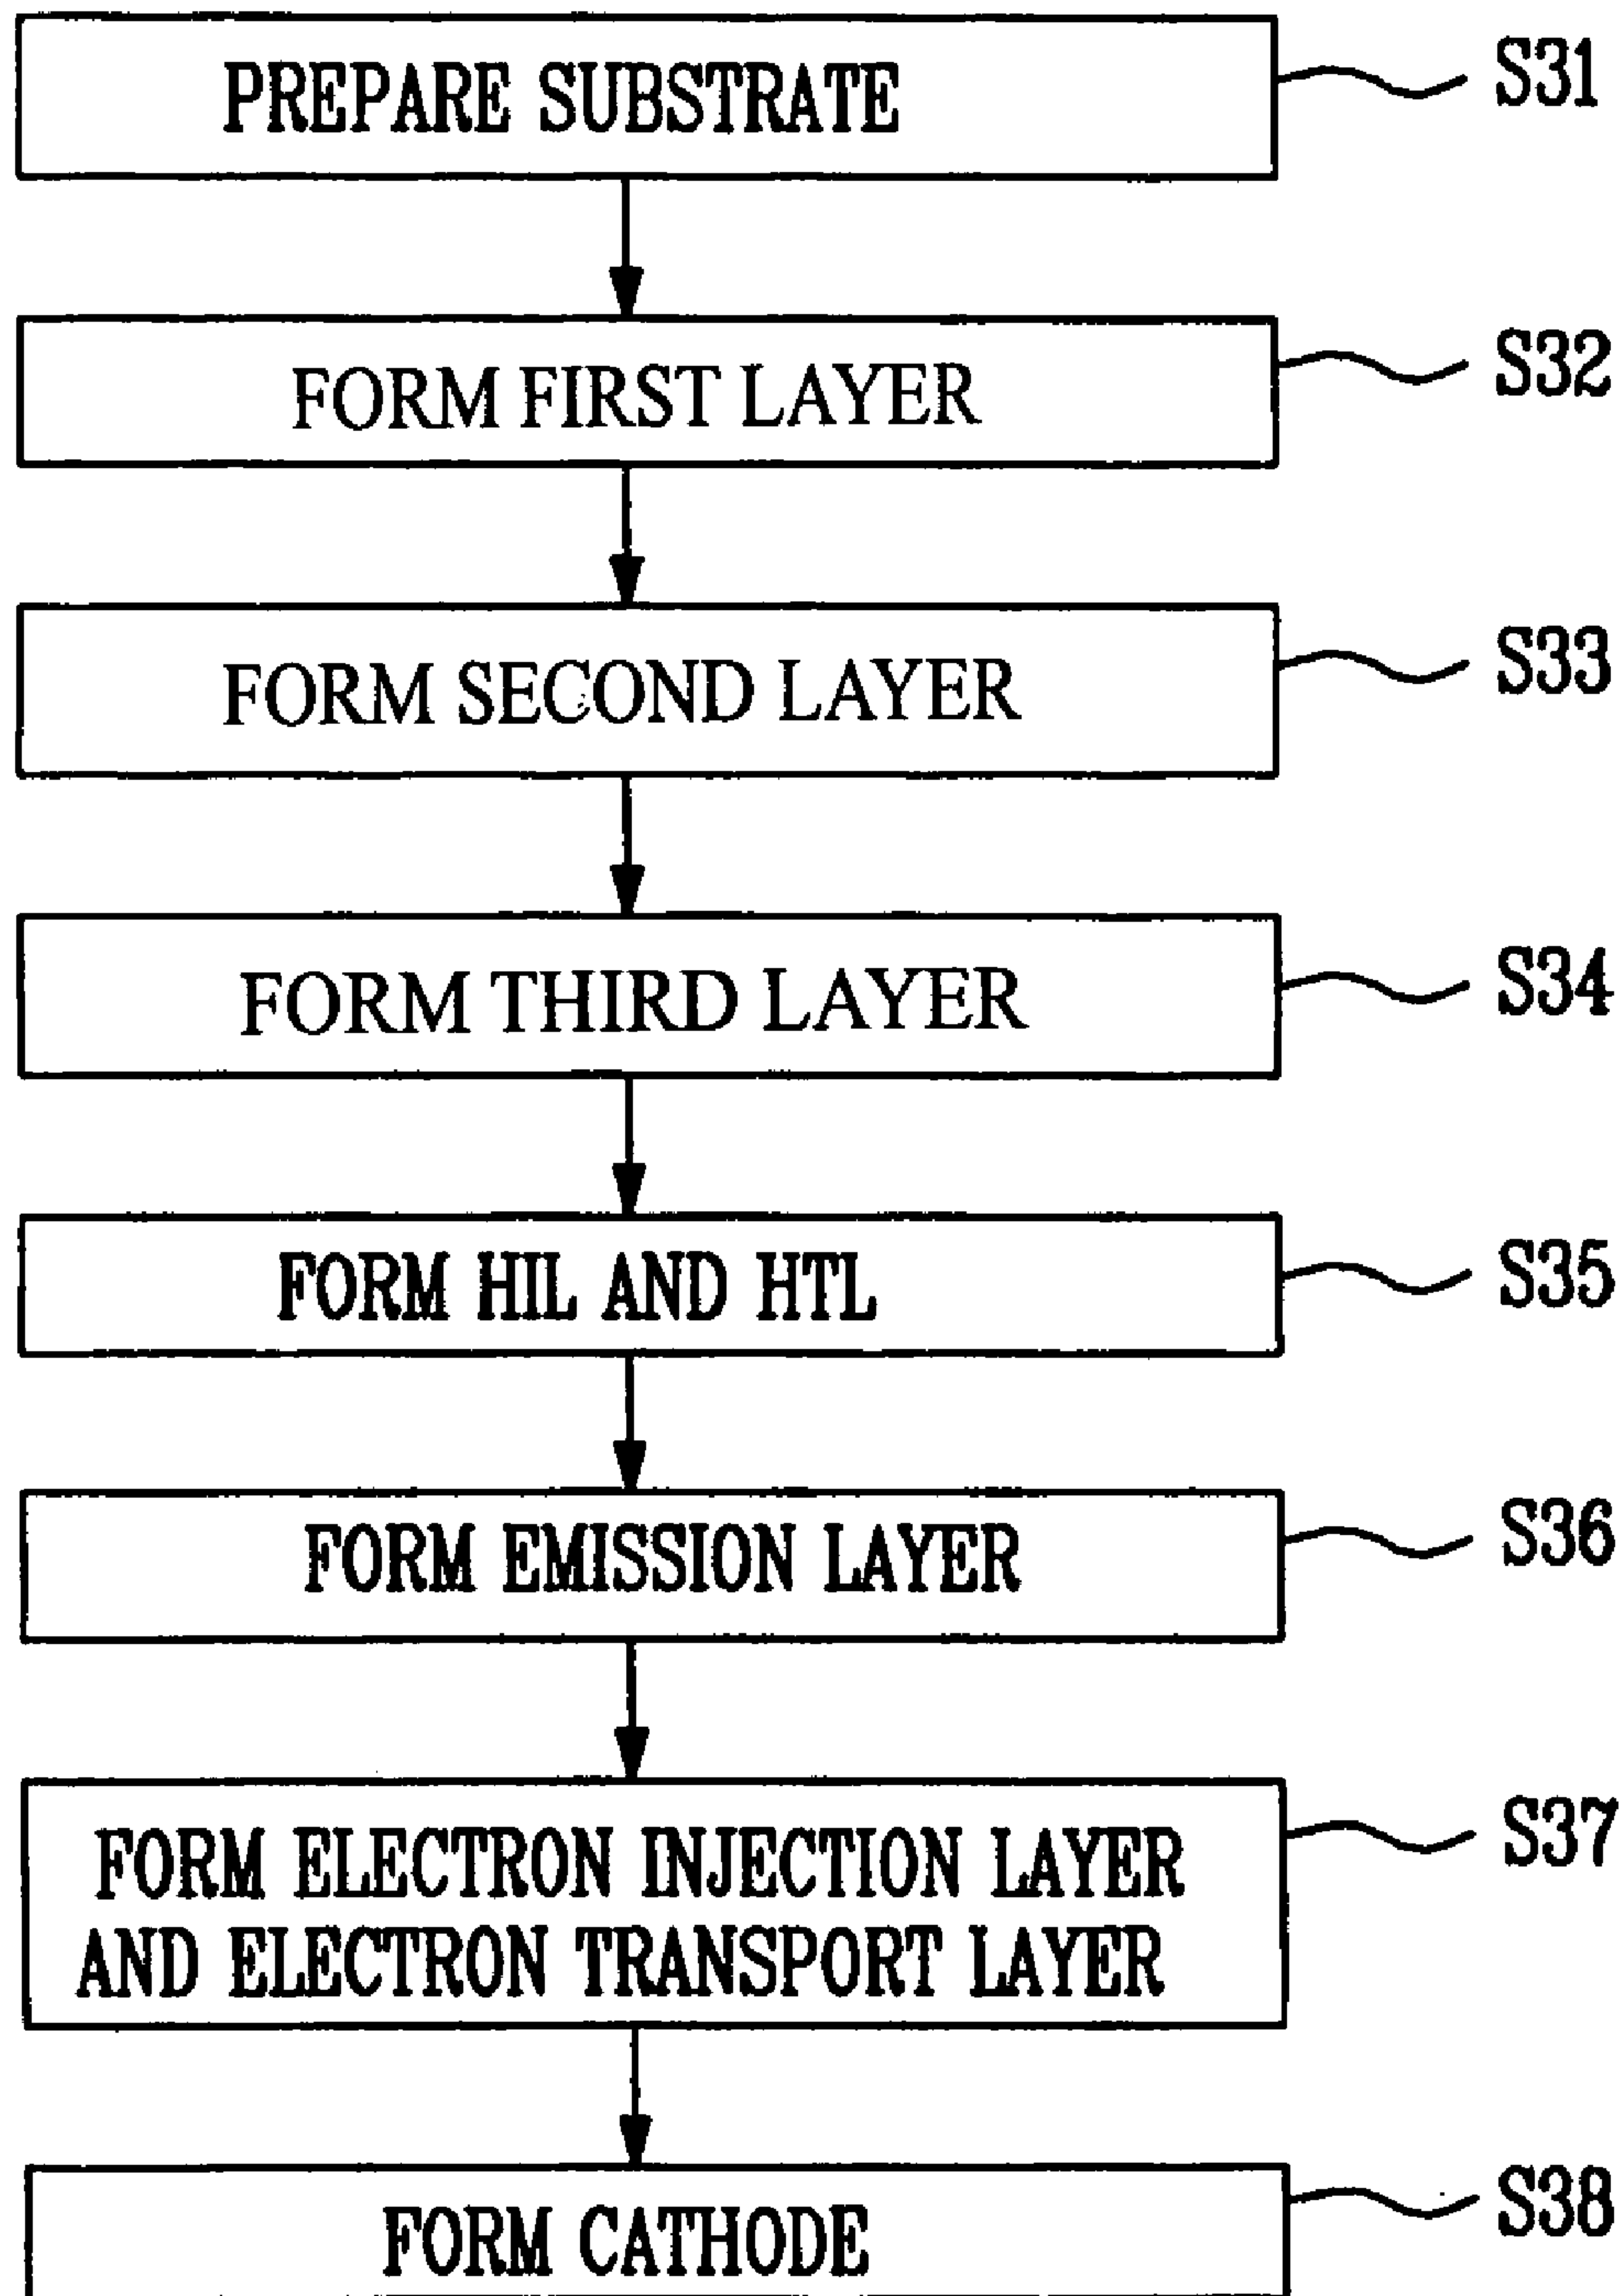 PREPARE SUBSTRATE
S31
FORM FIRST LAYER
S32
FORM SECOND LAYER
S33
FORM THIRD LAYER
S34
FORM HIL AND HTL
S35
FORM EMISSION LAYER
S36
FORM ELECTRON INJECTION LAYER
AND ELECTRON TRANSPORT LAYER
S37
FORM CATHODE
S38